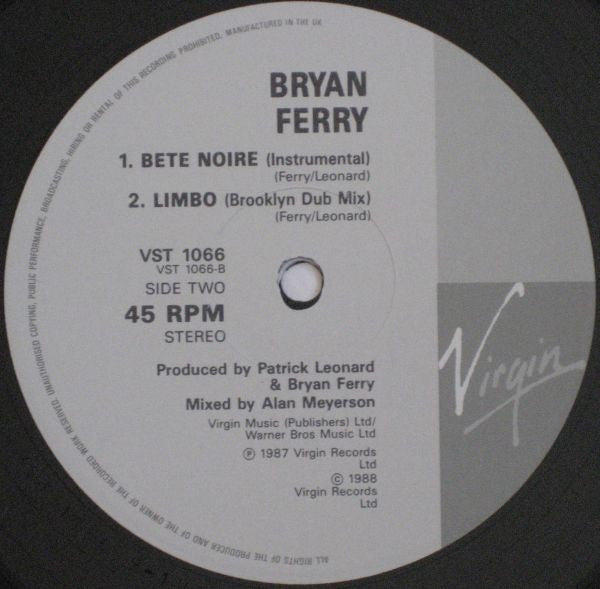 BRYAN
FERRY
1. BETE NOIRE (Instrumental)
(Ferry/Leonard)
2. LIMBO (Brooklyn Dub Mix)
(Ferry/Leonard)
VST 1066
VST 1066-B
SIDE TWO
45 RPM
STEREO
Produced by Patrick Leonard
& Bryan Ferry
Mixed by Alan Meyerson
Virgin Music (Publishers) Ltd/
Warner Bros Music Ltd
Ⓟ 1987 Virgin Records
Ltd
© 1988
Virgin Records
Ltd
Virgin
ALL RIGHTS OF THE PRODUCER AND OF THE OWNER OF THE RECORDED WORK RESERVED. UNAUTHORISED COPYING, PUBLIC PERFORMANCE, BROADCASTING, HIRING OR RENTAL OF THIS RECORDING PROHIBITED. MANUFACTURED IN THE UK